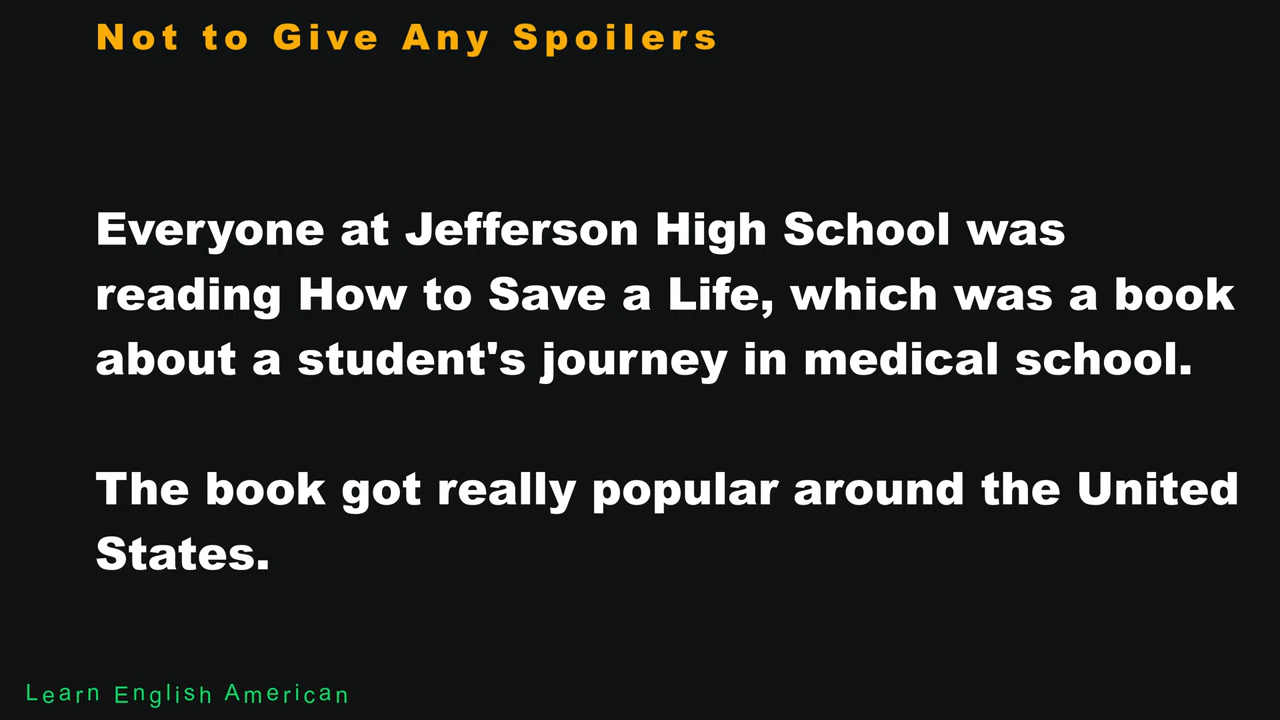 Not to Give Any Spoilers
Everyone at Jefferson High School was
reading How to Save a Life, which was a book
about a student's journey in medical school.
The book got really popular around the United
States.
Learn English American